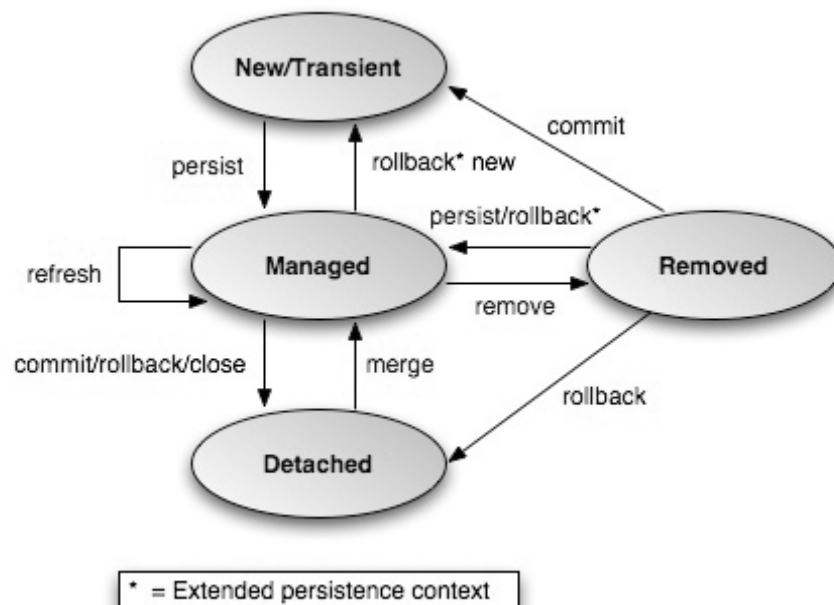 New/Transient
commit
persist
rollback* new
persist/rollback*
Managed
Removed
refresh
remove
commit/rollback/close
merge
rollback
Detached
* = Extended persistence context